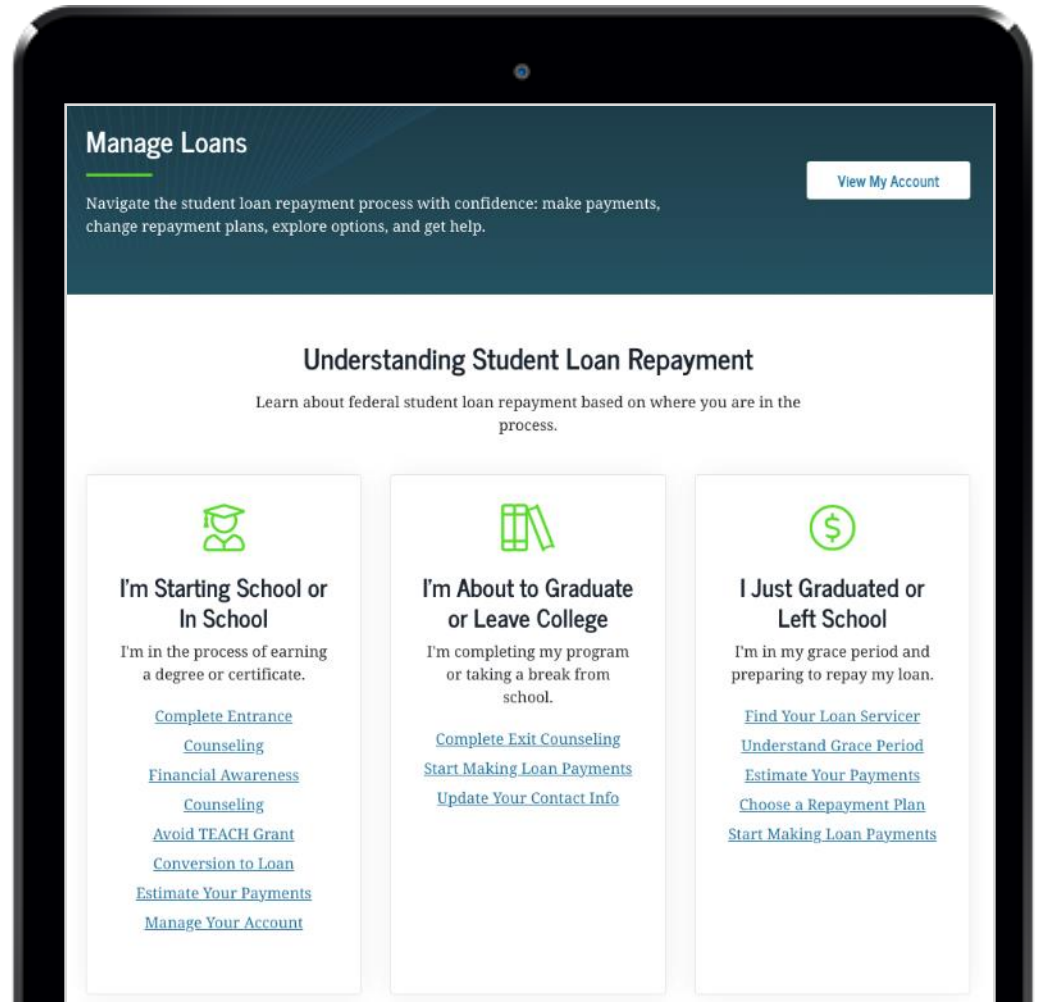 Manage Loans
View My Account
Navigate the student loan repayment process with confidence: make payments,
change repayment plans, explore options, and get help.
Understanding Student Loan Repayment
Learn about federal student loan repayment based on where you are in the
process.
I'm Starting School or
In School
I'm in the process of earning
a degree or certificate.
Complete Entrance
Counseling
Financial Awareness
Counseling
Avoid TEACH Grant
Conversion to Loan
Estimate Your Payments
Manage Your Account
I'm About to Graduate
or Leave College
I'm completing my program
or taking a break from
school.
Complete Exit Counseling
Start Making Loan Payments
Update Your Contact Info
$
I Just Graduated or
Left School
I'm in my grace period and
preparing to repay my loan.
Find Your Loan Servicer
Understand Grace Period
Estimate Your Payments
Choose a Repayment Plan
Start Making Loan Payments